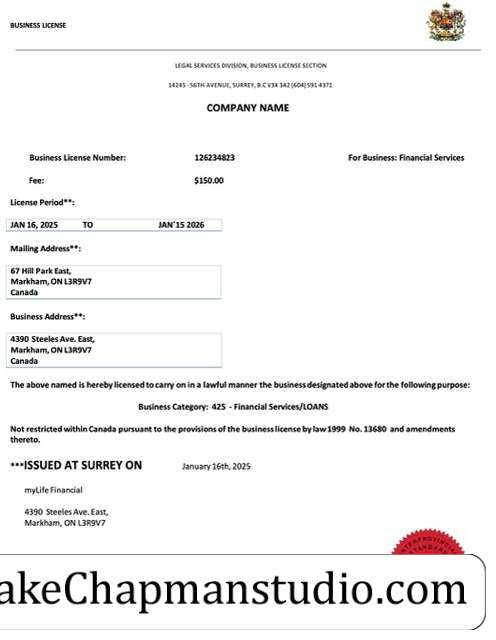 BUSINESS LICENSE
LEGAL SERVICES DIVISION, BUSINESS LICENSE SECTION
14245 - 56TH AVENUE, SURREY, B.C V3X 3A2 (604) 591 4371
COMPANY NAME
Business License Number: 126234823 For Business: Financial Services
Fee: $150.00
License Period**:
JAN 16, 2025 TO JAN`15 2026
Mailing Address**:
67 Hill Park East,
Markham, ON L3R9V7
Canada
Business Address**:
4390 Steeles Ave. East,
Markham, ON L3R9V7
Canada
The above named is hereby licensed to carry on in a lawful manner the business designated above for the following purpose:
Business Category: 425 - Financial Services/LOANS
Not restricted within Canada pursuant to the provisions of the business license by law 1999 No. 13680 and amendments
thereto.
***ISSUED AT SURREY ON January 16th, 2025
myLife Financial
4390 Steeles Ave. East,
Markham, ON L3R9V7
akeChapmanstudio.com